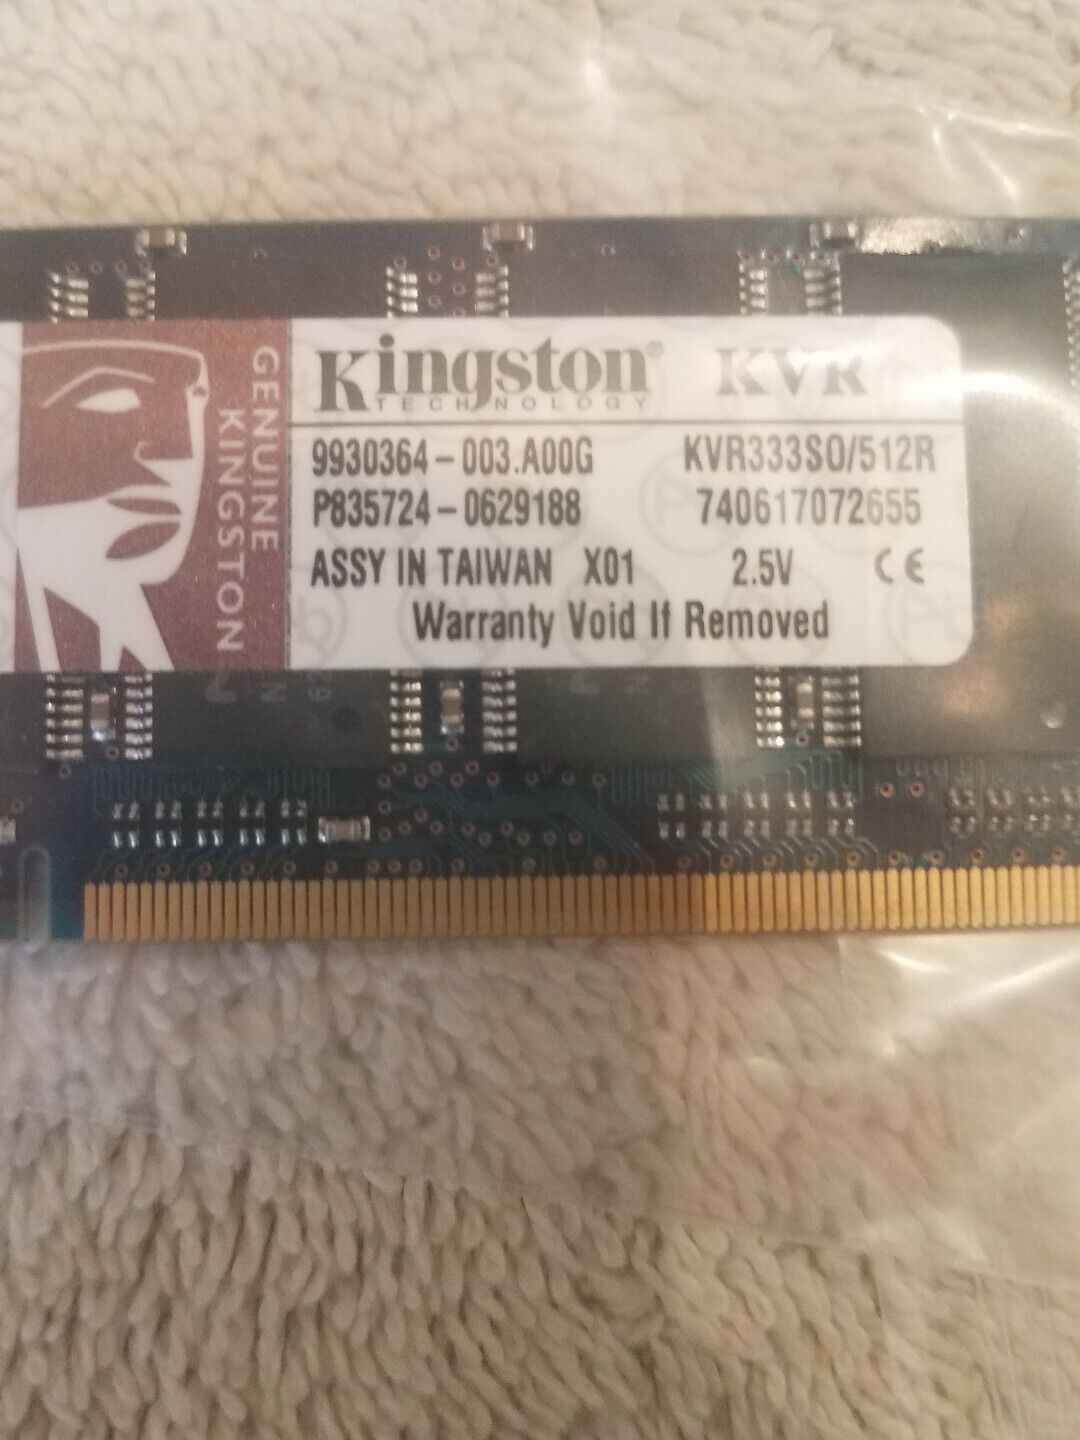 GENUINE
KINGSTON
Kingston® KVR
TECHNOLOGY
9930364-003.A00G KVR333SO/512R
P835724-0629188 740617072655
ASSY IN TAIWAN X01 2.5V CE
Warranty Void If Removed